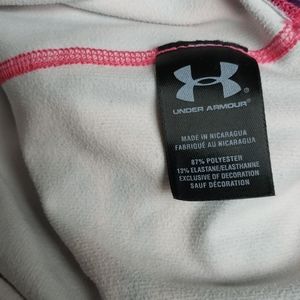 UNDER ARMOUR
MADE IN NICARAGUA
FABRIQUÉ AU NICARAGUA
87% POLYESTER
13% ELASTANE/ELASTHANNE
EXCLUSIVE OF DECORATION
SAUF DÉCORATION